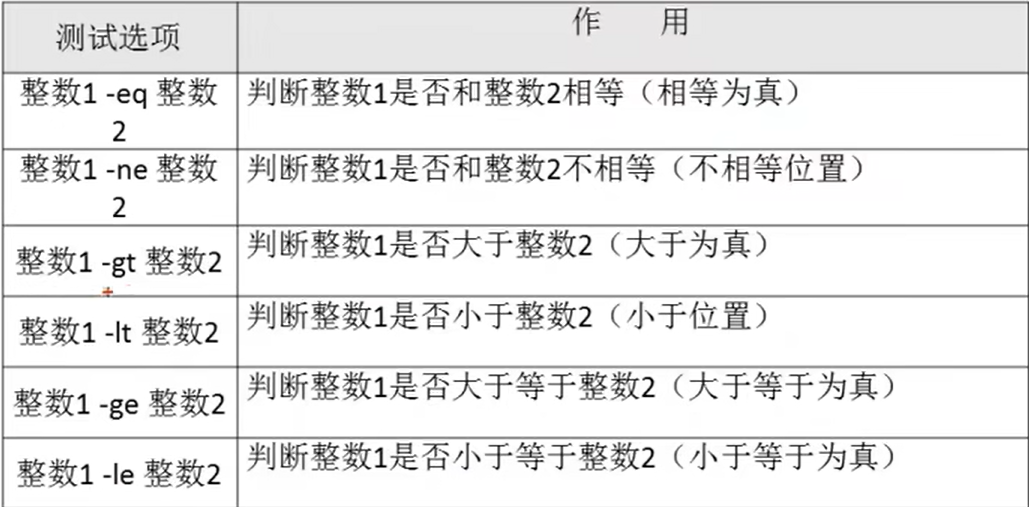 测试选项
作 用
整数1 -eq 整数
2
判断整数1是否和整数2相等（相等为真）
整数1 -ne 整数
2
判断整数1是否和整数2不相等（不相等位置）
整数1 -gt 整数2
判断整数1是否大于整数2（大于为真）
整数1 -lt 整数2
判断整数1是否小于整数2（小于位置）
整数1 -ge 整数2
判断整数1是否大于等于整数2（大于等于为真）
整数1 -le 整数2
判断整数1是否小于等于整数2（小于等于为真）